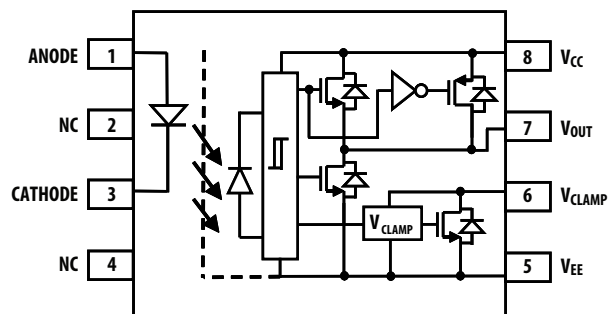 ANODE 1
8 VCC
NC 2
7 VOUT
CATHODE 3
6 VCLAMP
VCLAMP
NC 4
5 VEE